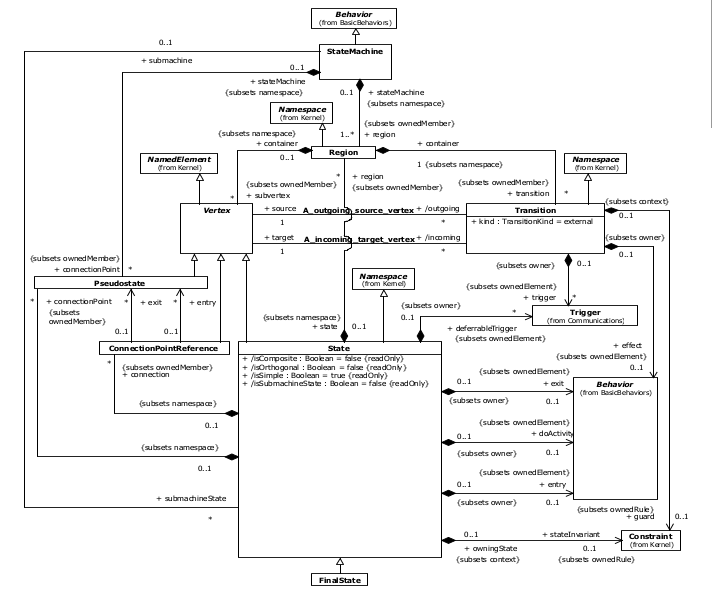 Behavior
(from BasicBehaviors)
0..1
StateMachine
+ submachine
0..1
+ stateMachine
{subsets namespace}
0..1
+ stateMachine
{subsets namespace}
Namespace
(from Kernel)
{subsets ownedMember}
1..*
+ region
{subsets namespace}
+ container
0..1
Region
+ container
1 {subsets namespace}
NamedElement
(from Kernel)
Namespace
(from Kernel)
*
+ region
{subsets ownedMember}
{subsets ownedMember}
+ subvertex
*
{subsets ownedMember}
+ transition
*
{subsets context}
0..1
Vertex
+ source
1
A_outgoing_source_vertex
+ /outgoing
*
Transition
+ kind : TransitionKind = external
+ target
1
A_incoming_target_vertex
+ /incoming
*
{subsets owner}
0..1
{subsets owner}
0..1
{subsets ownedMember}
+ connectionPoint
*
Pseudostate
Namespace
(from Kernel)
{subsets ownedElement}
+ trigger
*
* + connectionPoint
{subsets
ownedMember}
*
+ exit
*
+ entry
{subsets namespace}
+ state
0..1
{subsets owner}
0..1
*
+ deferrableTrigger
{subsets ownedElement}
Trigger
(from Communications)
0..1
0..1
ConnectionPointReference
*
{subsets ownedMember}
+ connection
State
+ /isComposite : Boolean = false {readOnly}
+ /isOrthogonal : Boolean = false {readOnly}
+ /isSimple : Boolean = true {readOnly}
+ /isSubmachineState : Boolean = false {readOnly}
+ effect
{subsets ownedElement}
0..1
{subsets ownedElement}
0..1
+ exit
{subsets owner}
0..1
Behavior
(from BasicBehaviors)
{subsets namespace}
0..1
{subsets ownedElement}
+ doActivity
0..1
{subsets owner}
0..1
{subsets namespace}
0..1
{subsets ownedElement}
0..1
+ entry
{subsets owner}
0..1
+ submachineState
*
{subsets ownedRule}
+ guard
0..1
0..1
+ stateInvariant
+ owningState
0..1
{subsets context}
{subsets ownedRule}
Constraint
(from Kernel)
FinalState